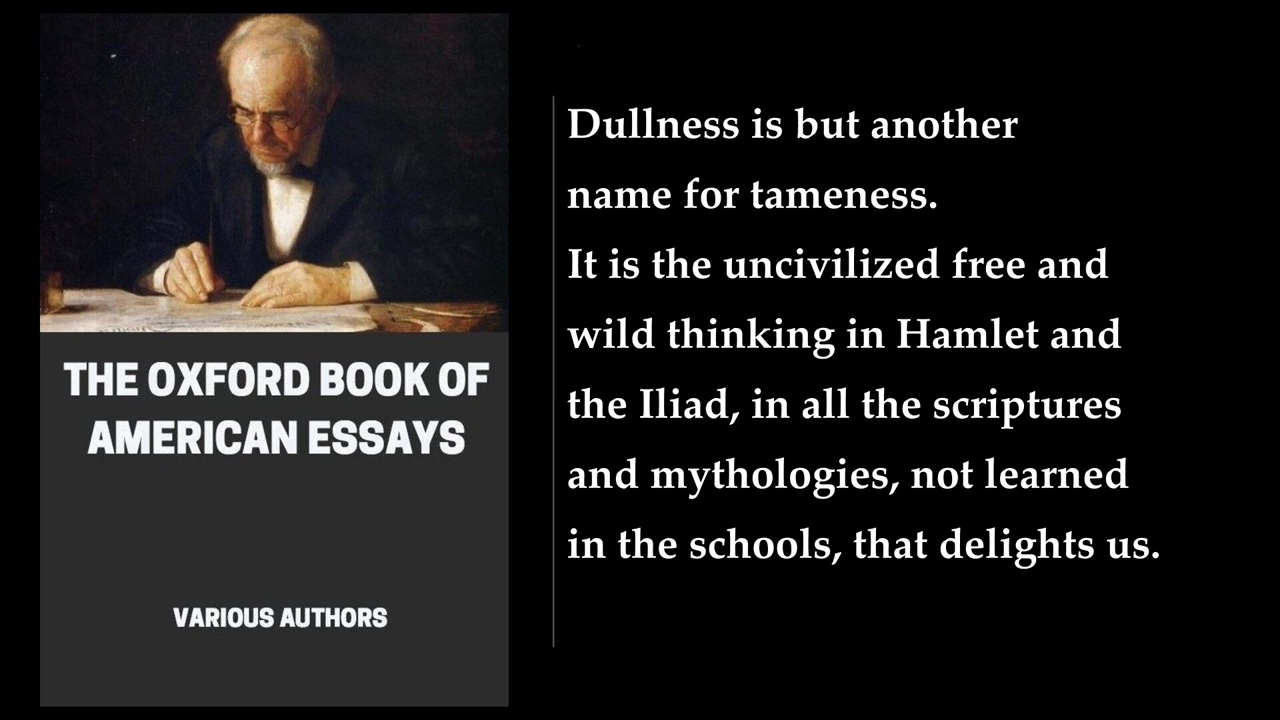 THE OXFORD BOOK OF
AMERICAN ESSAYS
VARIOUS AUTHORS
Dullness is but another
name for tameness.
It is the uncivilized free and
wild thinking in Hamlet and
the Iliad, in all the scriptures
and mythologies, not learned
in the schools, that delights us.